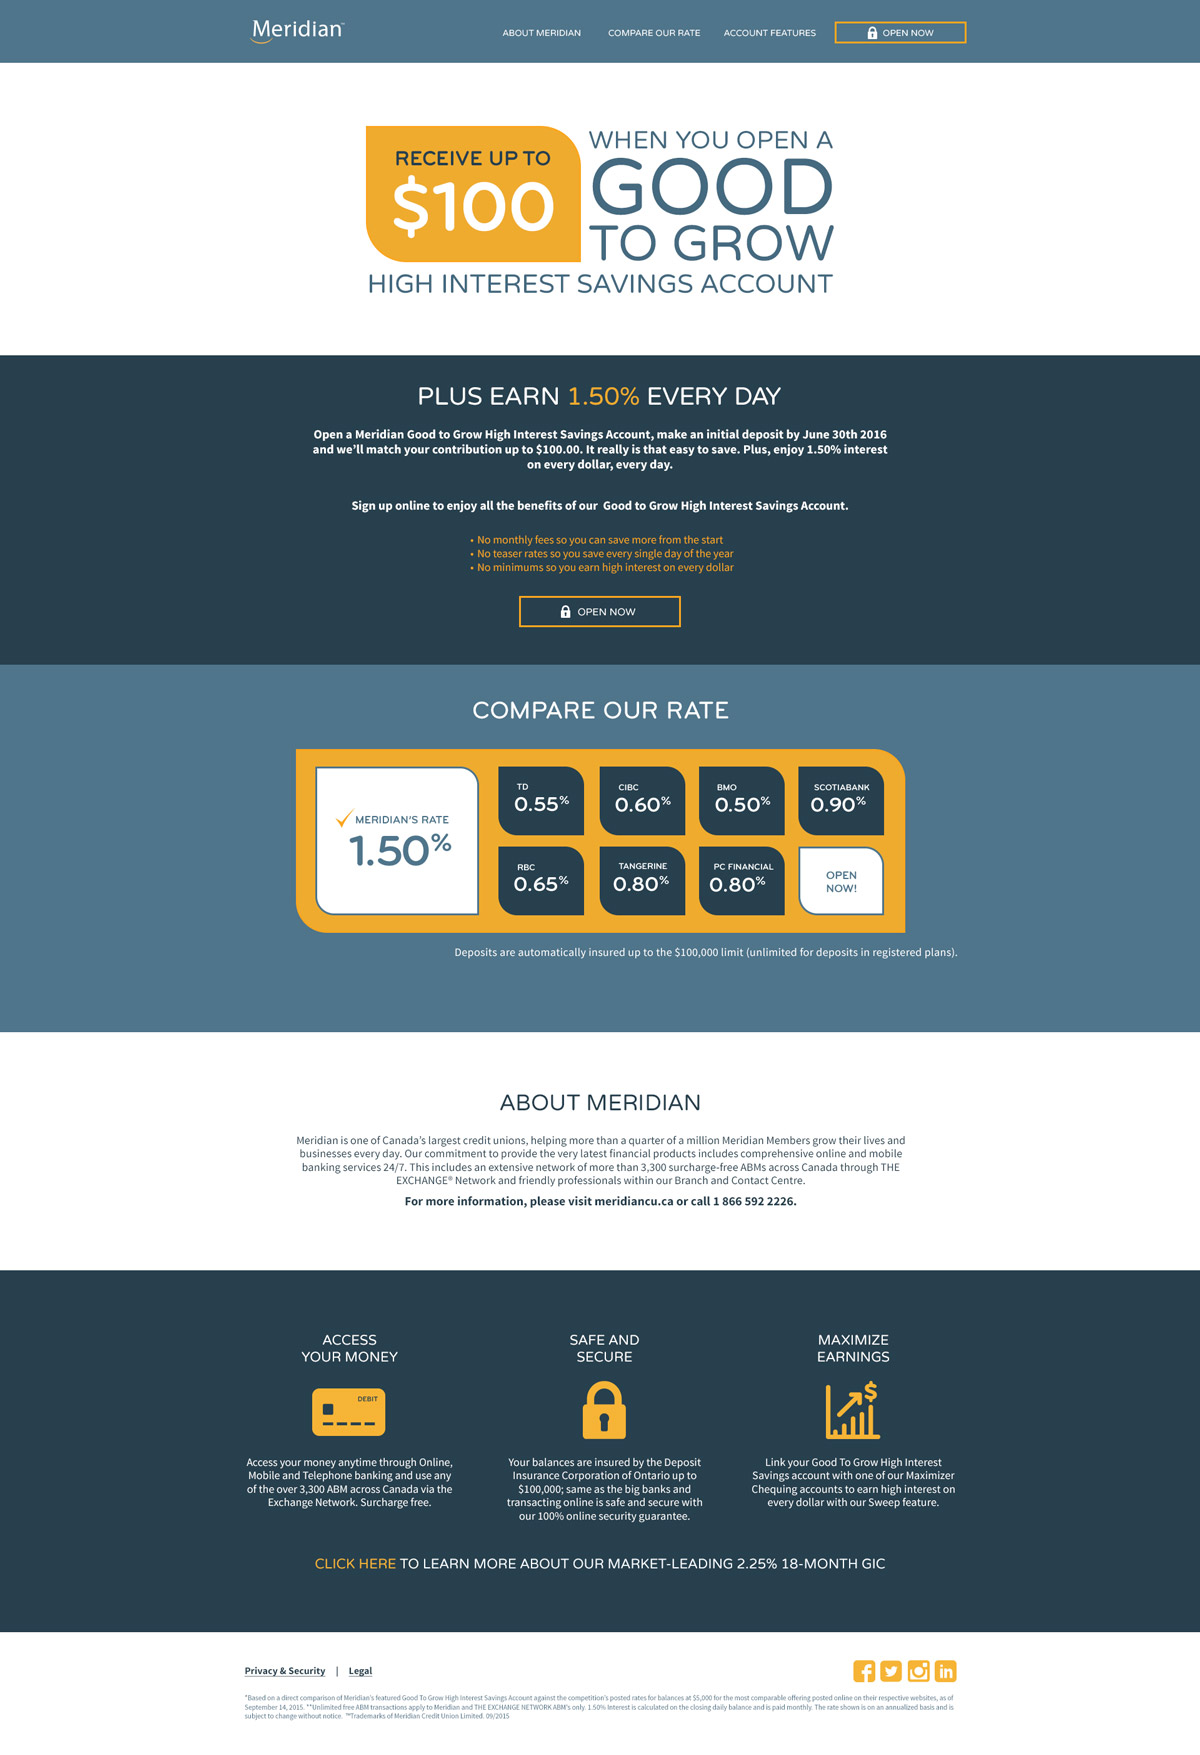 Meridian™
ABOUT MERIDIAN
COMPARE OUR RATE
ACCOUNT FEATURES
OPEN NOW
RECEIVE UP TO
$100
WHEN YOU OPEN A
GOOD
TO GROW
HIGH INTEREST SAVINGS ACCOUNT
PLUS EARN 1.50% EVERY DAY
Open a Meridian Good to Grow High Interest Savings Account, make an initial deposit by June 30th 2016
and we'll match your contribution up to $100.00. It really is that easy to save. Plus, enjoy 1.50% interest
on every dollar, every day.
Sign up online to enjoy all the benefits of our Good to Grow High Interest Savings Account.
• No monthly fees so you can save more from the start
• No teaser rates so you save every single day of the year
• No minimums so you earn high interest on every dollar
OPEN NOW
COMPARE OUR RATE
MERIDIAN'S RATE
1.50%
TD
0.55%
CIBC
0.60%
BMO
0.50%
SCOTIABANK
0.90%
RBC
0.65%
TANGERINE
0.80%
PC FINANCIAL
0.80%
OPEN
NOW!
Deposits are automatically insured up to the $100,000 limit (unlimited for deposits in registered plans).
ABOUT MERIDIAN
Meridian is one of Canada's largest credit unions, helping more than a quarter of a million Meridian Members grow their lives and
businesses every day. Our commitment to provide the very latest financial products includes comprehensive online and mobile
banking services 24/7. This includes an extensive network of more than 3,300 surcharge-free ABMs across Canada through THE
EXCHANGE® Network and friendly professionals within our Branch and Contact Centre.
For more information, please visit meridiancu.ca or call 1 866 592 2226.
ACCESS
YOUR MONEY
DEBIT
Access your money anytime through Online,
Mobile and Telephone banking and use any
of the over 3,300 ABM across Canada via the
Exchange Network. Surcharge free.
SAFE AND
SECURE
Your balances are insured by the Deposit
Insurance Corporation of Ontario up to
$100,000; same as the big banks and
transacting online is safe and secure with
our 100% online security guarantee.
MAXIMIZE
EARNINGS
$
Link your Good To Grow High Interest
Savings account with one of our Maximizer
Chequing accounts to earn high interest on
every dollar with our Sweep feature.
CLICK HERE TO LEARN MORE ABOUT OUR MARKET-LEADING 2.25% 18-MONTH GIC
Privacy & Security | Legal
*Based on a direct comparison of Meridian's featured Good To Grow High Interest Savings Account against the competition's posted rates for balances at $5,000 for the most comparable offering posted online on their respective websites, as of
September 14, 2015. **Unlimited free ABM transactions apply to Meridian and THE EXCHANGE NETWORK ABM's only. 1.50% Interest is calculated on the closing daily balance and is paid monthly. The rate shown is on an annualized basis and is
subject to change without notice. ™Trademarks of Meridian Credit Union Limited. 09/2015